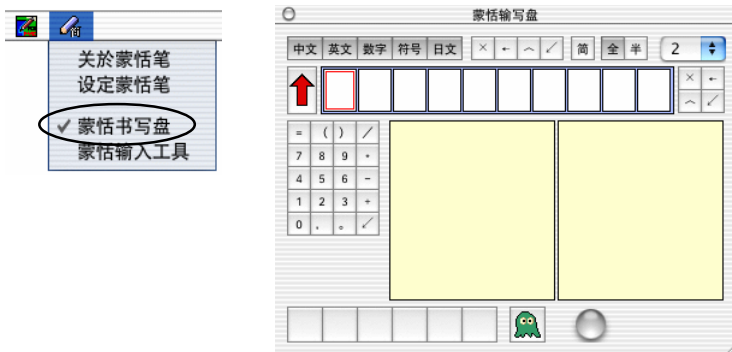 关於蒙恬笔
设定蒙恬笔
✓ 蒙恬书写盘
蒙恬输入工具
蒙恬输写盘
中文 英文 数字 符号 日文 × ← ︿ ↙ 简 全 半 2
× ←
︿ ↙
= ( ) /
7 8 9 *
4 5 6 -
1 2 3 +
0 . 。 ↙